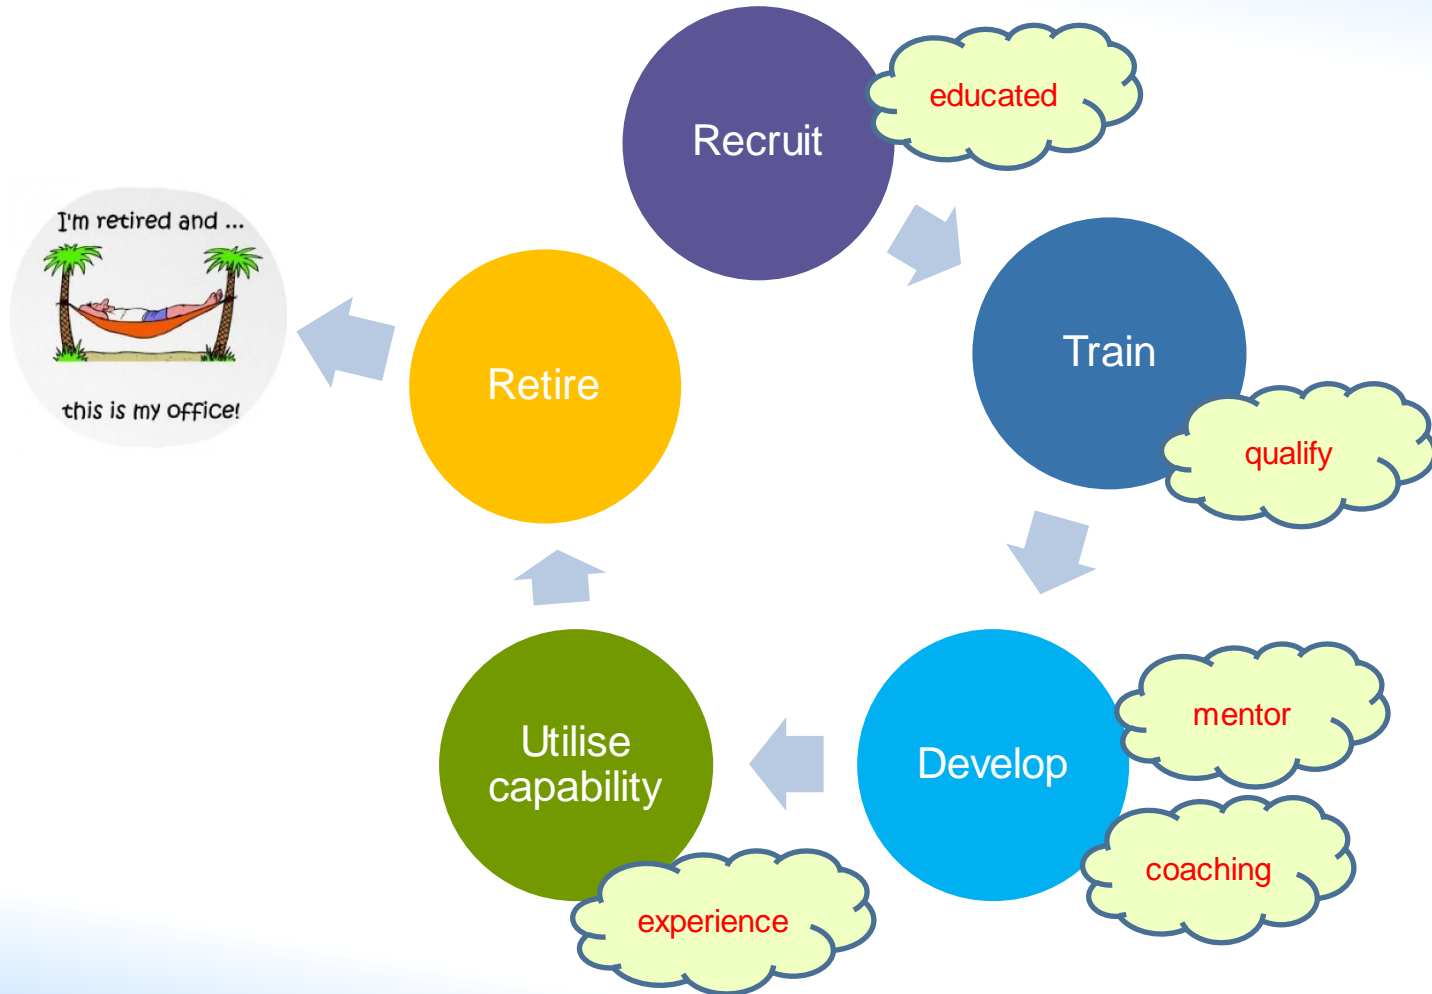 Recruit
educated
Train
qualify
Develop
mentor
coaching
Utilise
capability
experience
Retire
I'm retired and ...
this is my office!